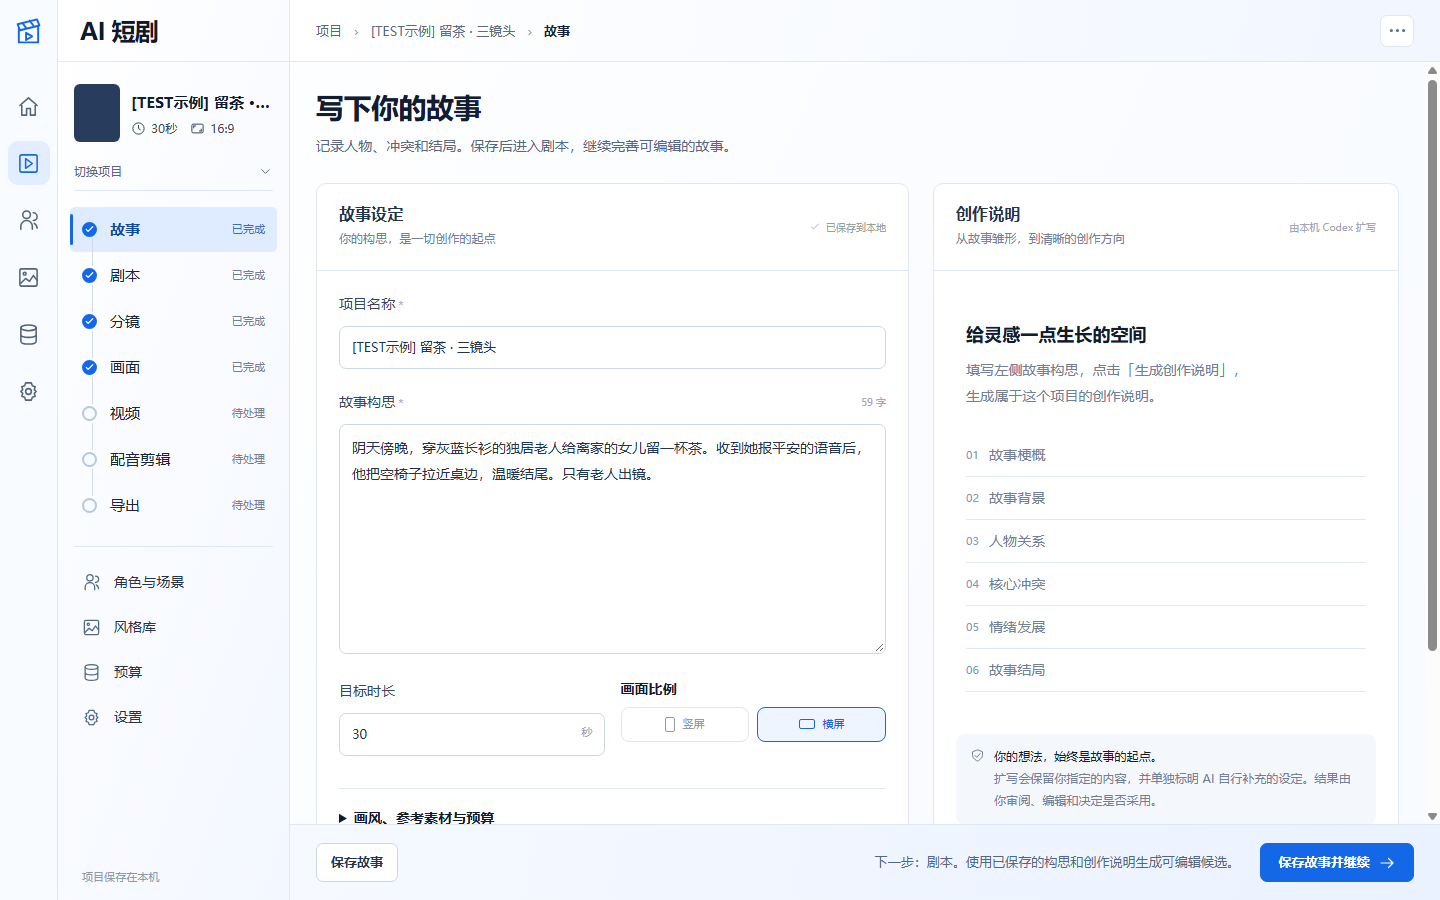 AI 短剧
[TEST示例] 留茶 •...
30秒 16:9
切换项目
故事 已完成
剧本 已完成
分镜 已完成
画面 已完成
视频 待处理
配音剪辑 待处理
导出 待处理
角色与场景
风格库
预算
设置
项目保存在本机
项目 › [TEST示例] 留茶 · 三镜头 › 故事
写下你的故事
记录人物、冲突和结局。保存后进入剧本，继续完善可编辑的故事。
故事设定
你的构思，是一切创作的起点
已保存到本地
项目名称 *
[TEST示例] 留茶 · 三镜头
故事构思 *
59 字
阴天傍晚，穿灰蓝长衫的独居老人给离家的女儿留一杯茶。收到她报平安的语音后，
他把空椅子拉近桌边，温暖结尾。只有老人出镜。
目标时长
30 秒
画面比例
竖屏 横屏
画风、参考素材与预算
创作说明
从故事雏形，到清晰的创作方向
由本机 Codex 扩写
给灵感一点生长的空间
填写左侧故事构思，点击「生成创作说明」，
生成属于这个项目的创作说明。
01 故事梗概
02 故事背景
03 人物关系
04 核心冲突
05 情绪发展
06 故事结局
你的想法，始终是故事的起点。
扩写会保留你指定的内容，并单独标明 AI 自行补充的设定。结果由
你审阅、编辑和决定是否采用。
保存故事
下一步：剧本。使用已保存的构思和创作说明生成可编辑候选。
保存故事并继续